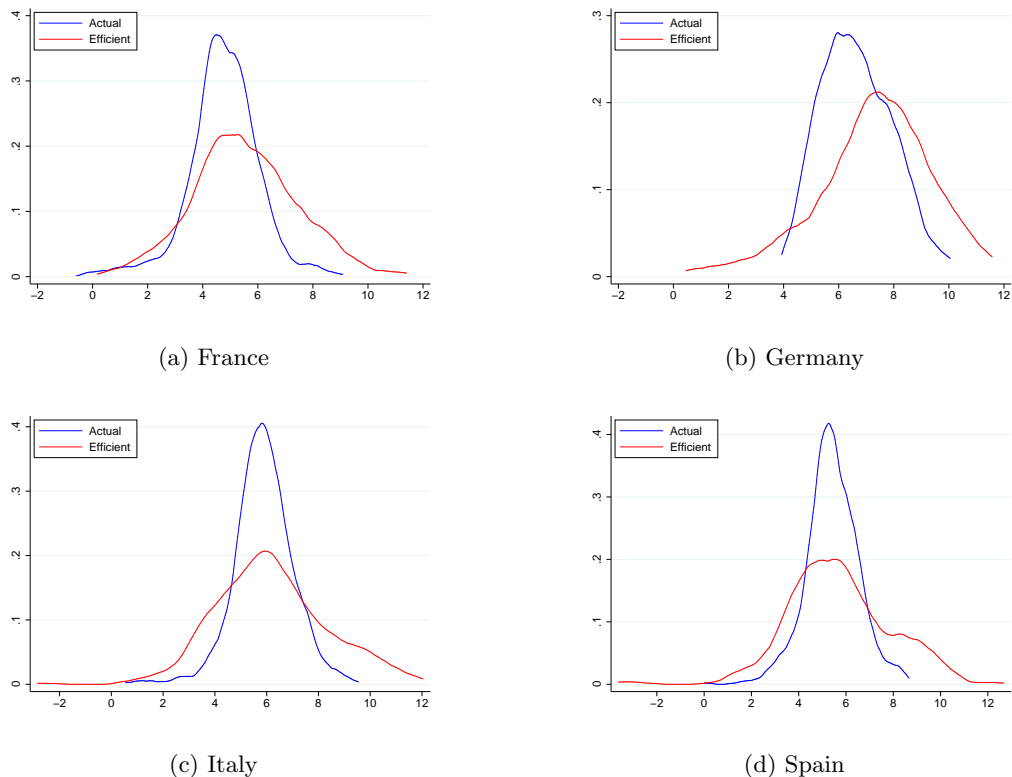 Actual
Efficient
.4
.3
.2
.1
0
−2 0 2 4 6 8 10 12
(a) France
Actual
Efficient
.3
.2
.1
0
−2 0 2 4 6 8 10 12
(b) Germany
Actual
Efficient
.4
.3
.2
.1
0
−2 0 2 4 6 8 10 12
(c) Italy
Actual
Efficient
.4
.3
.2
.1
0
−2 0 2 4 6 8 10 12
(d) Spain